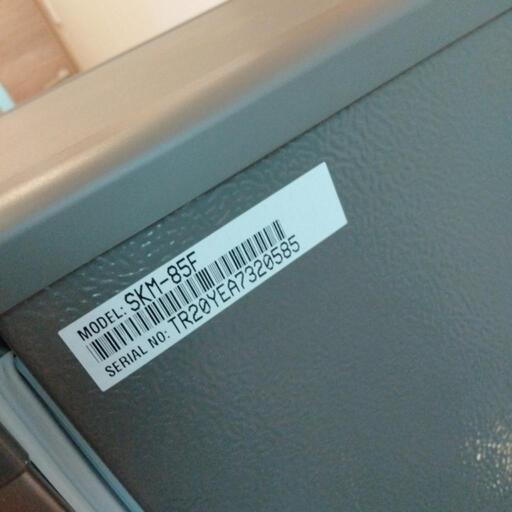 MODEL: SKM-85F
SERIAL NO: TR20YEA7320585